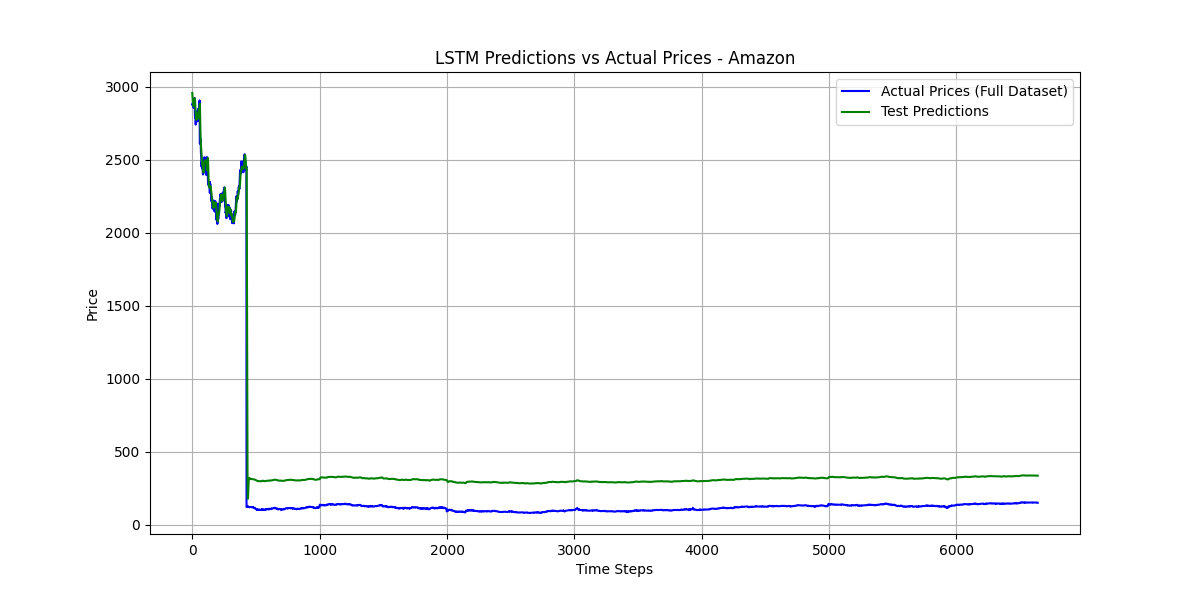 LSTM Predictions vs Actual Prices - Amazon
Actual Prices (Full Dataset)
Test Predictions
Price
3000
2500
2000
1500
1000
500
0
0 1000 2000 3000 4000 5000 6000
Time Steps